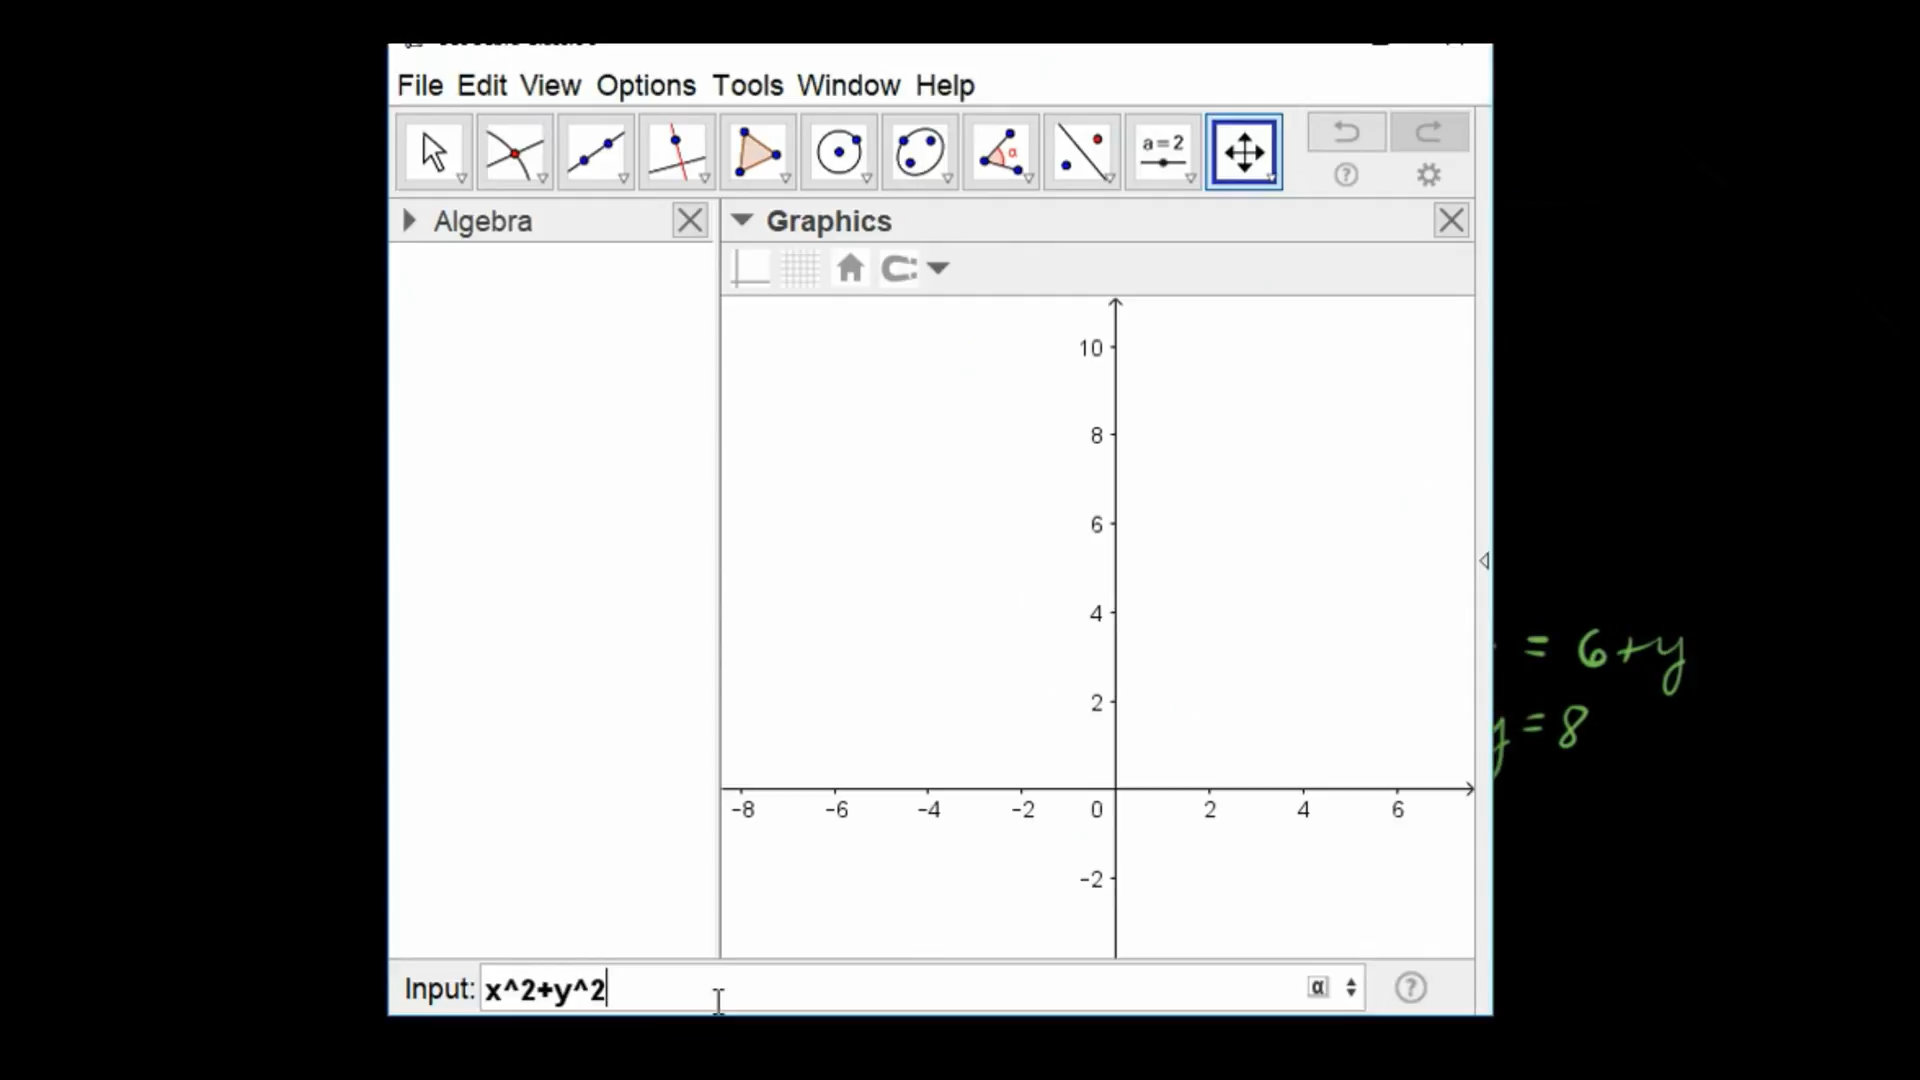 File Edit View Options Tools Window Help
α
a = 2
Algebra
Graphics
10
8
6
4
2
-8 -6 -4 -2 0 2 4 6
-2
= 6+y
y = 8
Input: x^2+y^2
α